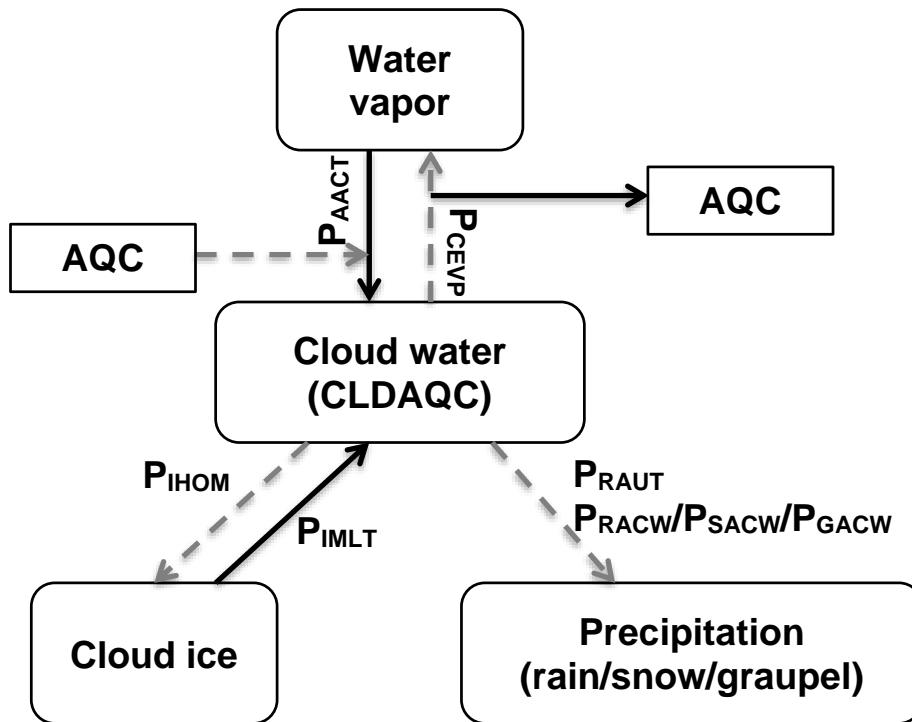 Water
vapor
PAACT
PCEVP
AQC
AQC
Cloud water
(CLDAQC)
PIHOM
PIMLT
PRAUT
PRACW/PSACW/PGACW
Cloud ice
Precipitation
(rain/snow/graupel)